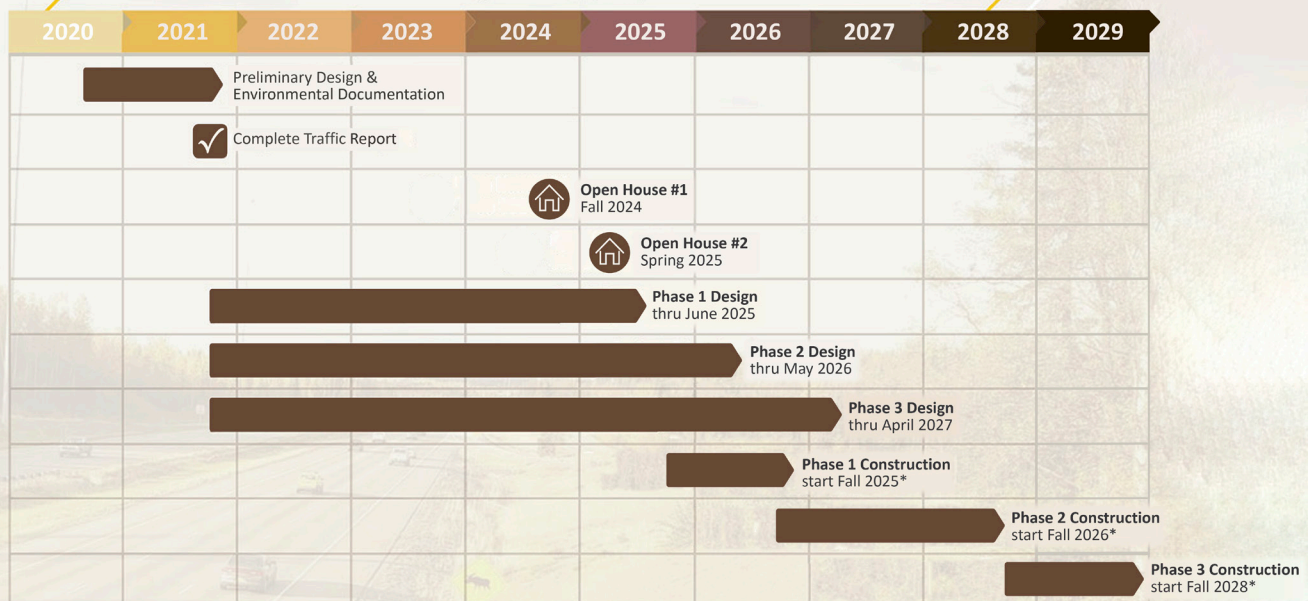 2020 2021 2022 2023 2024 2025 2026 2027 2028 2029
Preliminary Design &
Environmental Documentation
Complete Traffic Report
Open House #1
Fall 2024
Open House #2
Spring 2025
Phase 1 Design
thru June 2025
Phase 2 Design
thru May 2026
Phase 3 Design
thru April 2027
Phase 1 Construction
start Fall 2025*
Phase 2 Construction
start Fall 2026*
Phase 3 Construction
start Fall 2028*